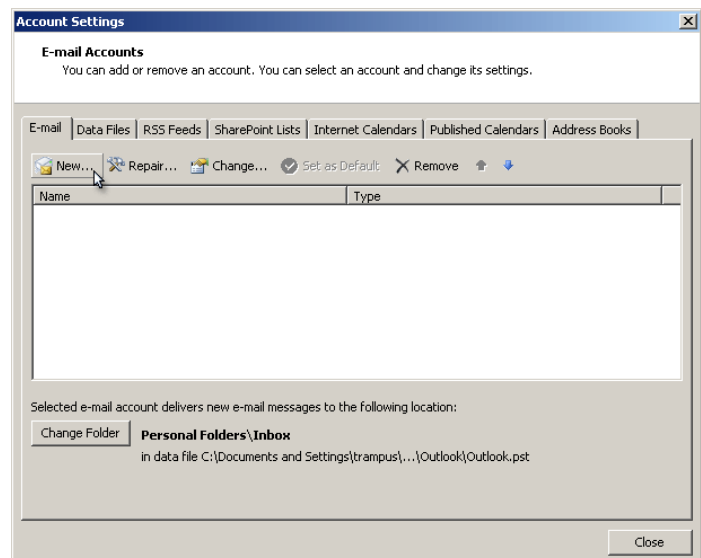 Account Settings
E-mail Accounts
You can add or remove an account. You can select an account and change its settings.
E-mail Data Files RSS Feeds SharePoint Lists Internet Calendars Published Calendars Address Books
New... Repair... Change... Set as Default Remove
Name Type
Selected e-mail account delivers new e-mail messages to the following location:
Change Folder Personal Folders\Inbox
in data file C:\Documents and Settings\trampus\...\Outlook\Outlook.pst
Close